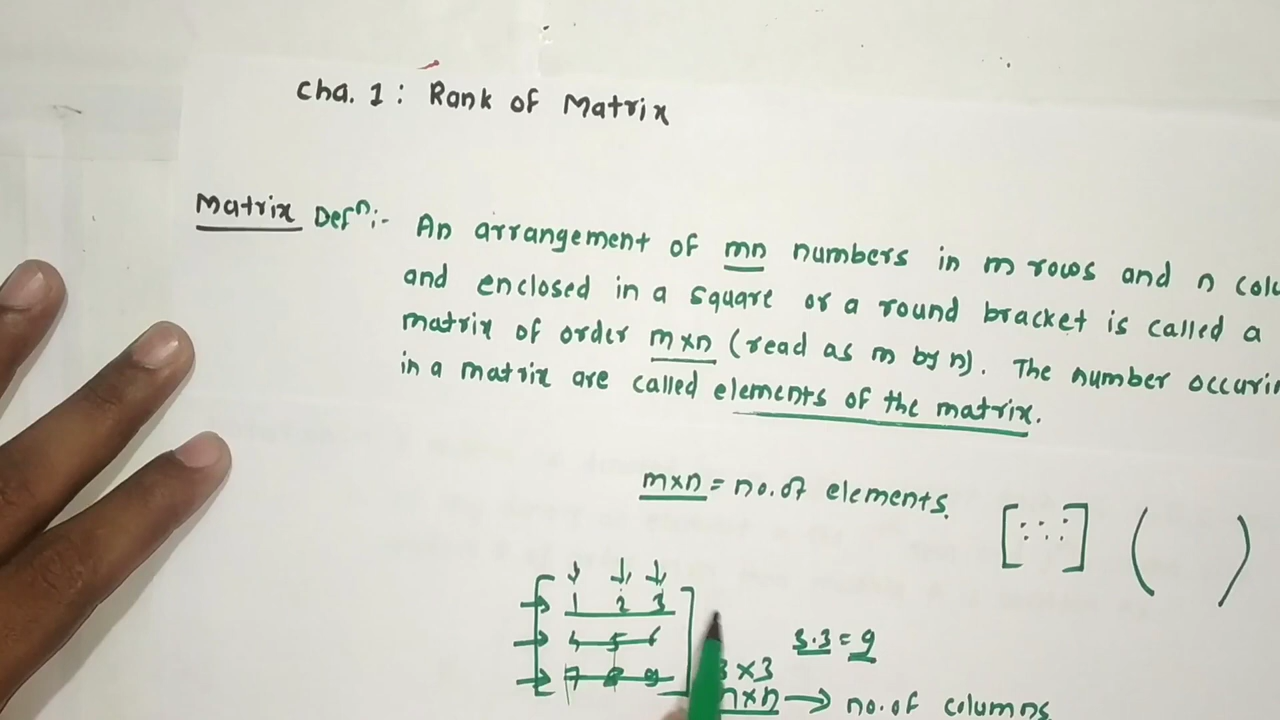 Cha. 1 : Rank of Matrix
Matrix Defⁿ :- An arrangement of mn numbers in m rows and n colu
and enclosed in a square or a round bracket is called a
matrix of order m×n (read as m by n). The number occurin
in a matrix are called elements of the matrix.
m×n = no. of elements.
[ ] ( )
1 2 3
4 5 6
7 8 9
3·3 = 9
3×3
m×n → no. of columns